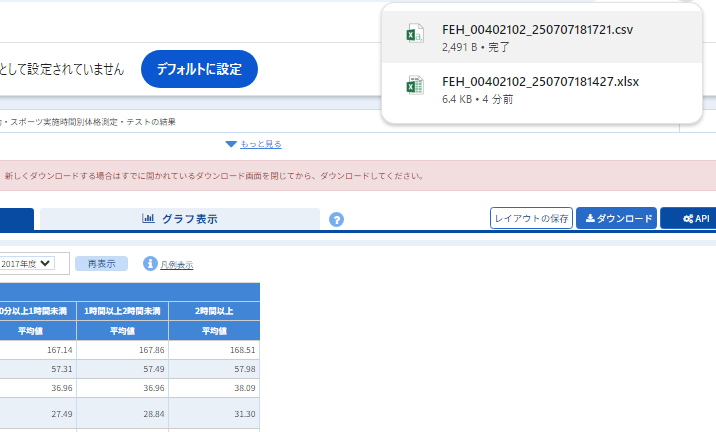 FEH_00402102_250707181721.csv
2,491 B • 完了
FEH_00402102_250707181427.xlsx
6.4 KB • 4 分前
として設定されていません
デフォルトに設定
・スポーツ実施時間別体格測定・テストの結果
もっと見る
新しくダウンロードする場合はすでに開かれているダウンロード画面を閉じてから、ダウンロードしてください。
グラフ表示
?
レイアウトの保存
ダウンロード
API
2017年度
再表示
i
凡例表示
0分以上1時間未満 1時間以上2時間未満 2時間以上
平均値 平均値 平均値
167.14 167.86 168.51
57.31 57.49 57.98
36.96 36.96 38.09
27.49 28.84 31.30